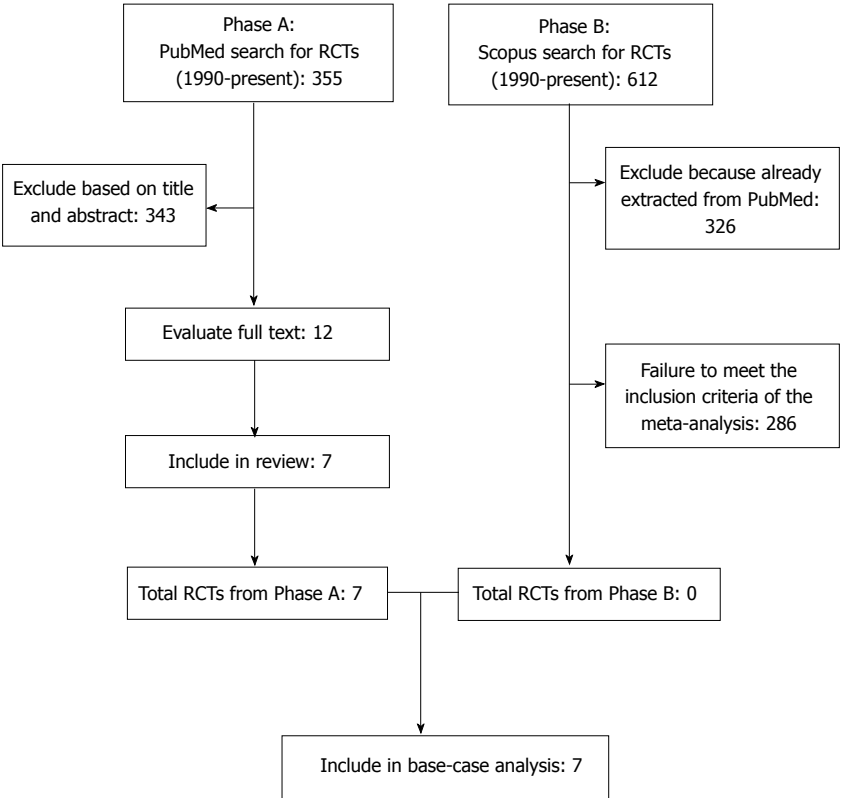 Phase A:
PubMed search for RCTs
(1990-present): 355
Phase B:
Scopus search for RCTs
(1990-present): 612
Exclude based on title
and abstract: 343
Exclude because already
extracted from PubMed:
326
Evaluate full text: 12
Failure to meet the
inclusion criteria of the
meta-analysis: 286
Include in review: 7
Total RCTs from Phase A: 7
Total RCTs from Phase B: 0
Include in base-case analysis: 7